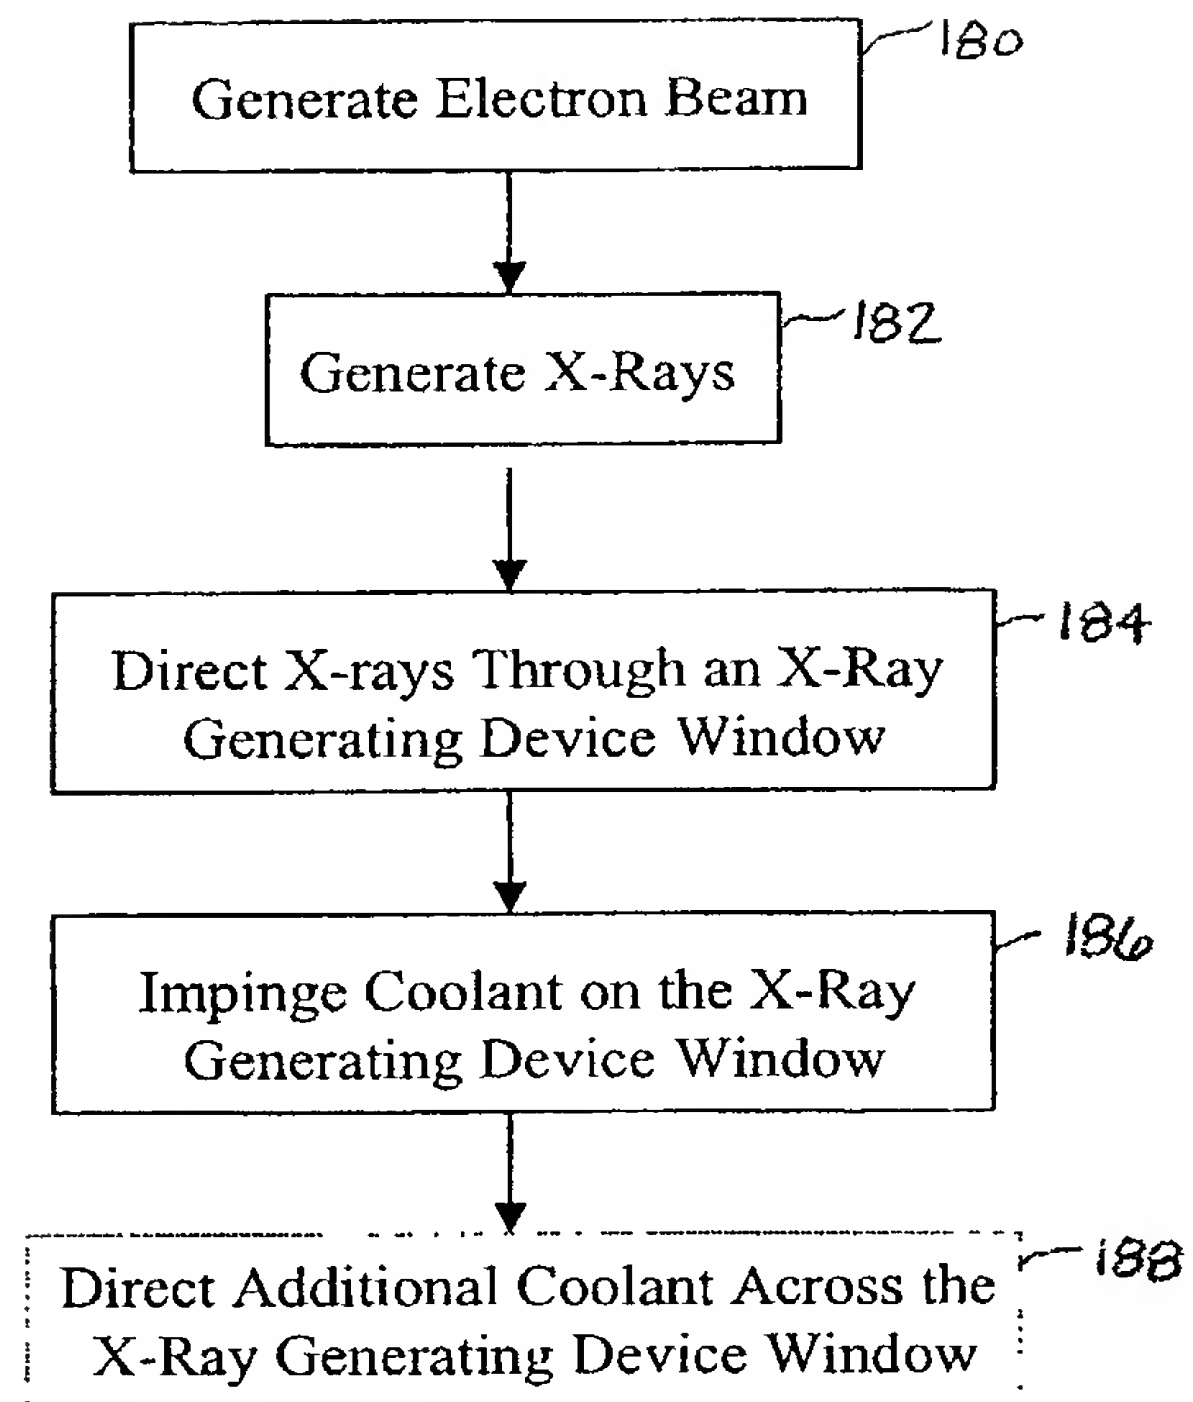 180
Generate Electron Beam
182
Generate X-Rays
184
Direct X-rays Through an X-Ray
Generating Device Window
186
Impinge Coolant on the X-Ray
Generating Device Window
188
Direct Additional Coolant Across the
X-Ray Generating Device Window